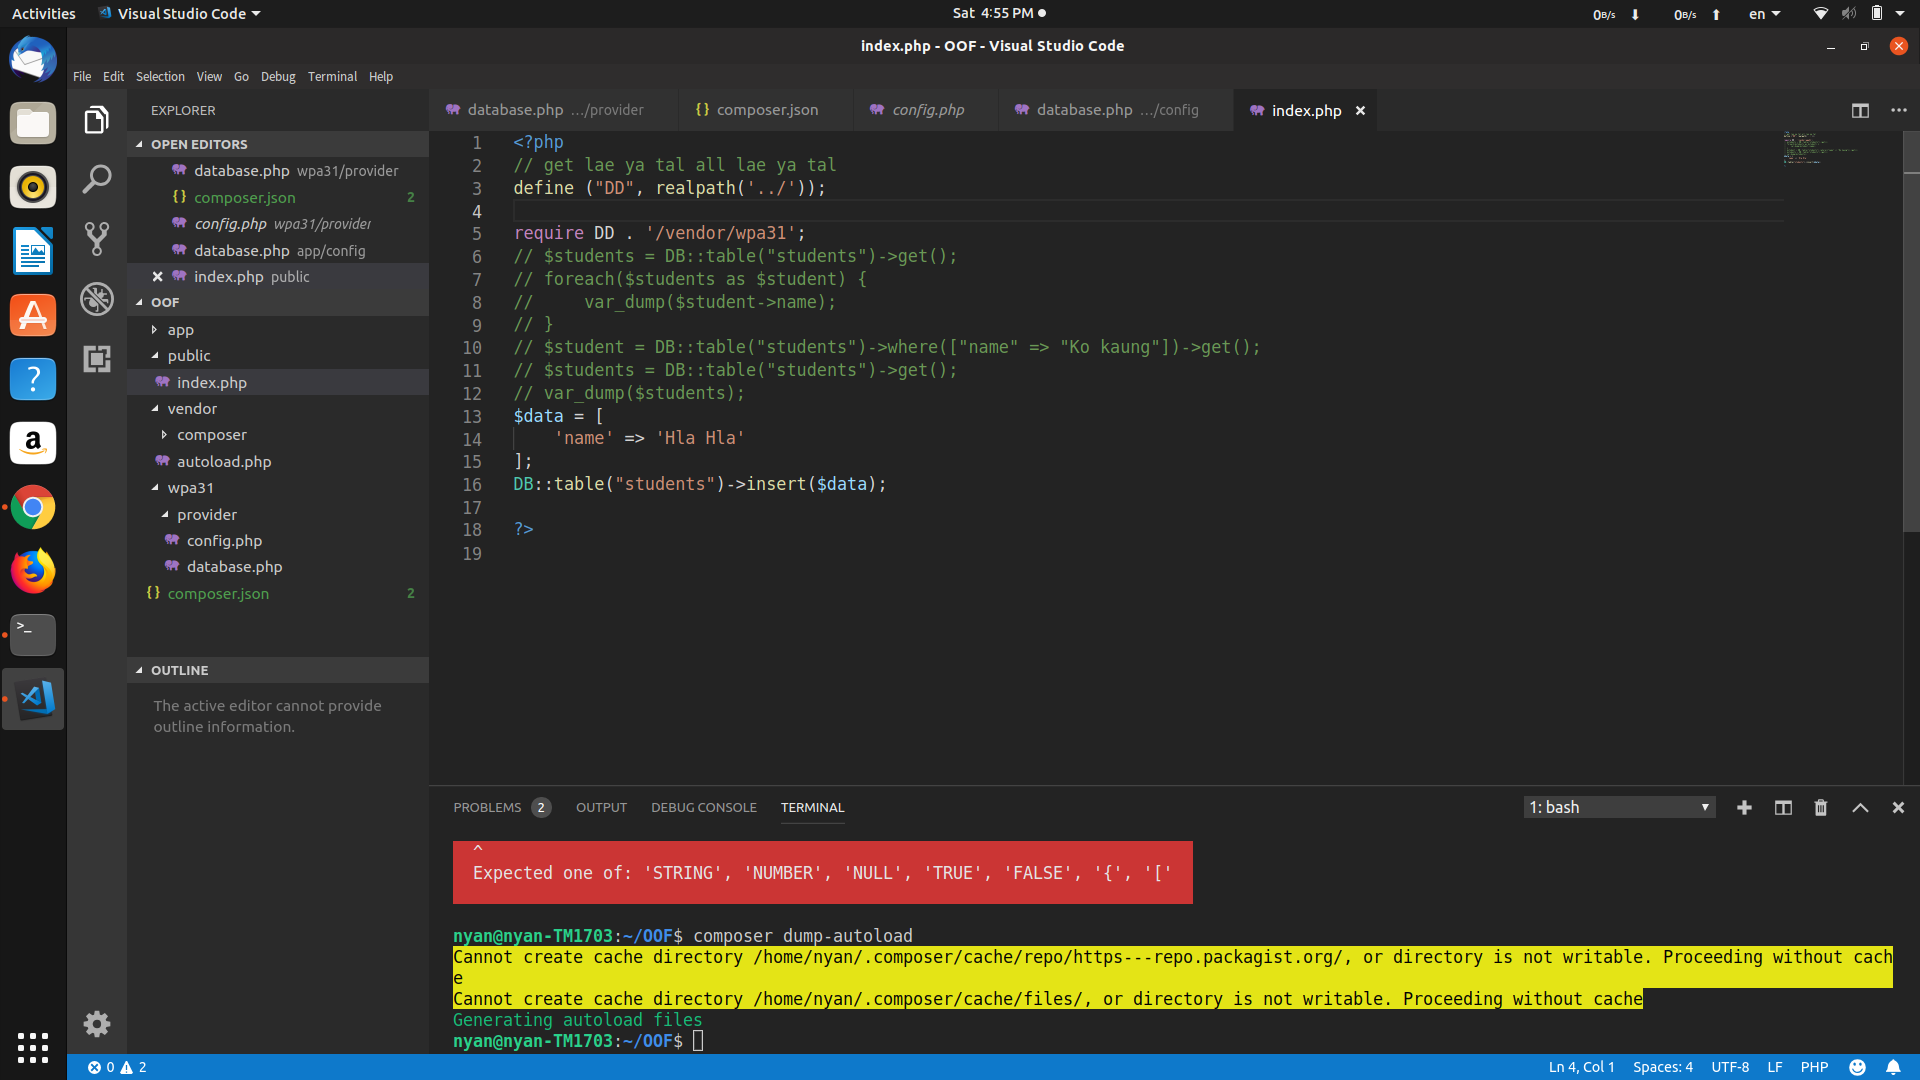 Activities
Visual Studio Code
Sat 4:55 PM
0B/s
0B/s
en
index.php - OOF - Visual Studio Code
File Edit Selection View Go Debug Terminal Help
EXPLORER
OPEN EDITORS
database.php wpa31/provider
{} composer.json 2
config.php wpa31/provider
database.php app/config
index.php public
OOF
app
public
index.php
vendor
composer
autoload.php
wpa31
provider
config.php
database.php
{} composer.json 2
OUTLINE
The active editor cannot provide
outline information.
database.php .../provider
{} composer.json
config.php
database.php .../config
index.php
1 <?php
2 // get lae ya tal all lae ya tal
3 define ("DD", realpath('../'));
4
5 require DD . '/vendor/wpa31';
6 // $students = DB::table("students")->get();
7 // foreach($students as $student) {
8 //     var_dump($student->name);
9 // }
10 // $student = DB::table("students")->where(["name" => "Ko kaung"])->get();
11 // $students = DB::table("students")->get();
12 // var_dump($students);
13 $data = [
14     'name' => 'Hla Hla'
15 ];
16 DB::table("students")->insert($data);
17
18 ?>
19
PROBLEMS 2 OUTPUT DEBUG CONSOLE TERMINAL
1: bash
^
Expected one of: 'STRING', 'NUMBER', 'NULL', 'TRUE', 'FALSE', '{', '['
nyan@nyan-TM1703:~/OOF$ composer dump-autoload
Cannot create cache directory /home/nyan/.composer/cache/repo/https---repo.packagist.org/, or directory is not writable. Proceeding without cach
e
Cannot create cache directory /home/nyan/.composer/cache/files/, or directory is not writable. Proceeding without cache
Generating autoload files
nyan@nyan-TM1703:~/OOF$
0 2
Ln 4, Col 1 Spaces: 4 UTF-8 LF PHP